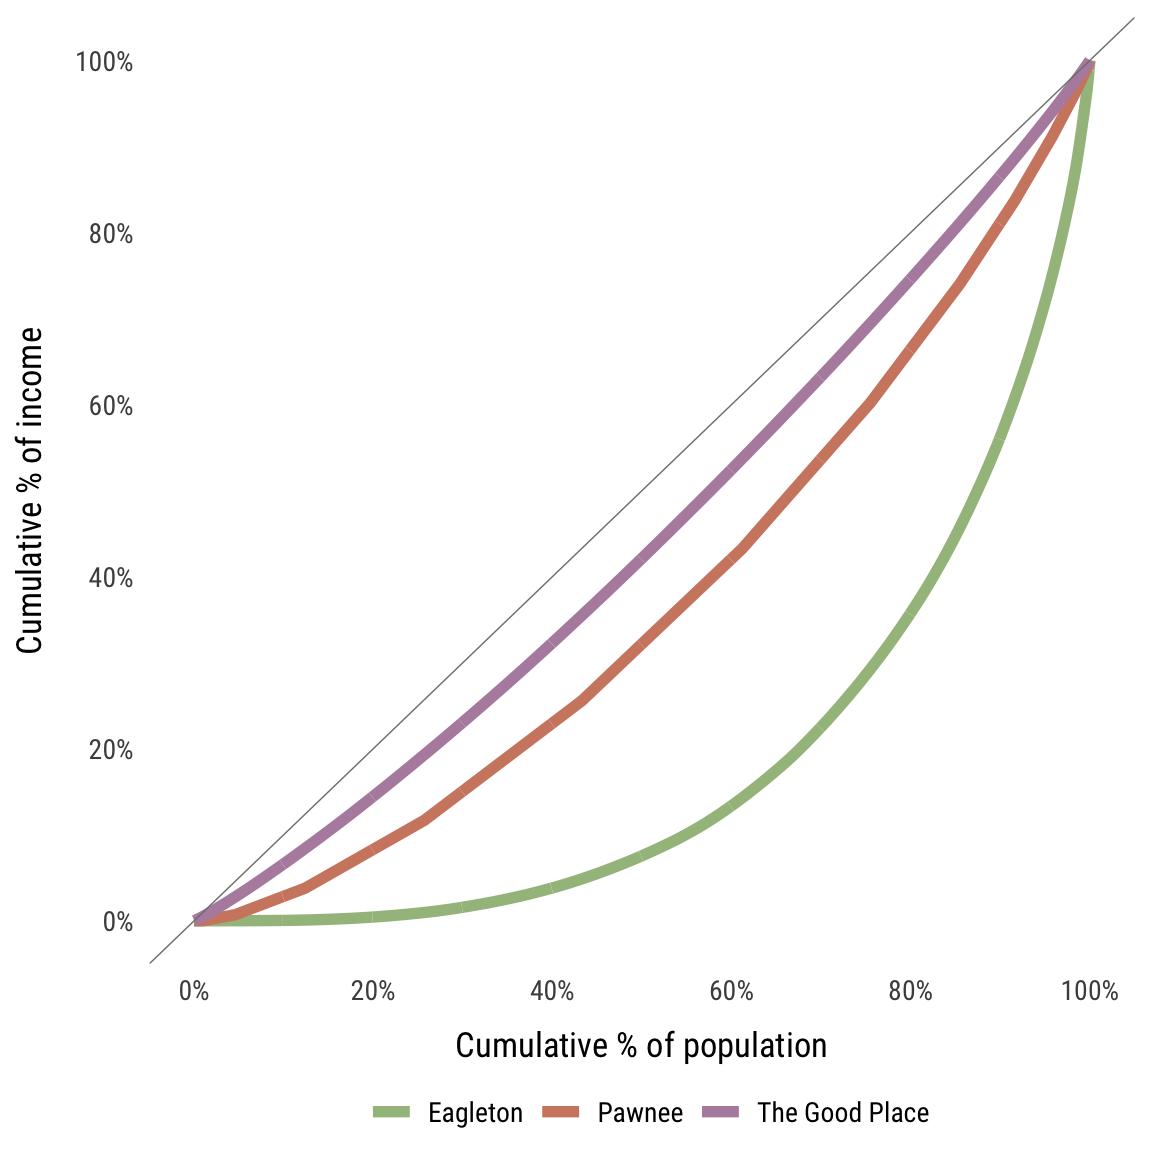 100%
80%
60%
40%
20%
0%
Cumulative % of income
0% 20% 40% 60% 80% 100%
Cumulative % of population
Eagleton Pawnee The Good Place